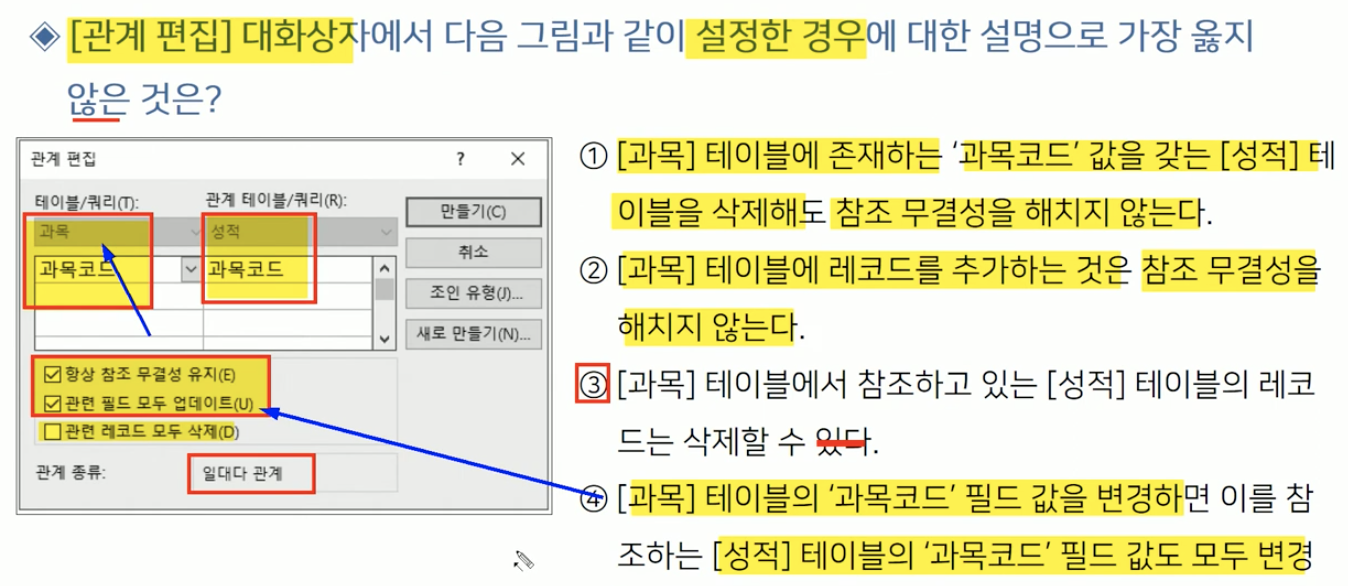 ◈ [관계 편집] 대화상자에서 다음 그림과 같이 설정한 경우에 대한 설명으로 가장 옳지
않은 것은?
관계 편집 ? ×
테이블/쿼리(T): 관계 테이블/쿼리(R):
과목 성적
과목코드 과목코드
만들기(C)
취소
조인 유형(J)...
새로 만들기(N)...
항상 참조 무결성 유지(E)
관련 필드 모두 업데이트(U)
관련 레코드 모두 삭제(D)
관계 종류: 일대다 관계
① [과목] 테이블에 존재하는 ‘과목코드’ 값을 갖는 [성적] 테
이블을 삭제해도 참조 무결성을 해치지 않는다.
② [과목] 테이블에 레코드를 추가하는 것은 참조 무결성을
해치지 않는다.
③ [과목] 테이블에서 참조하고 있는 [성적] 테이블의 레코
드는 삭제할 수 있다.
④ [과목] 테이블의 ‘과목코드’ 필드 값을 변경하면 이를 참
조하는 [성적] 테이블의 ‘과목코드’ 필드 값도 모두 변경